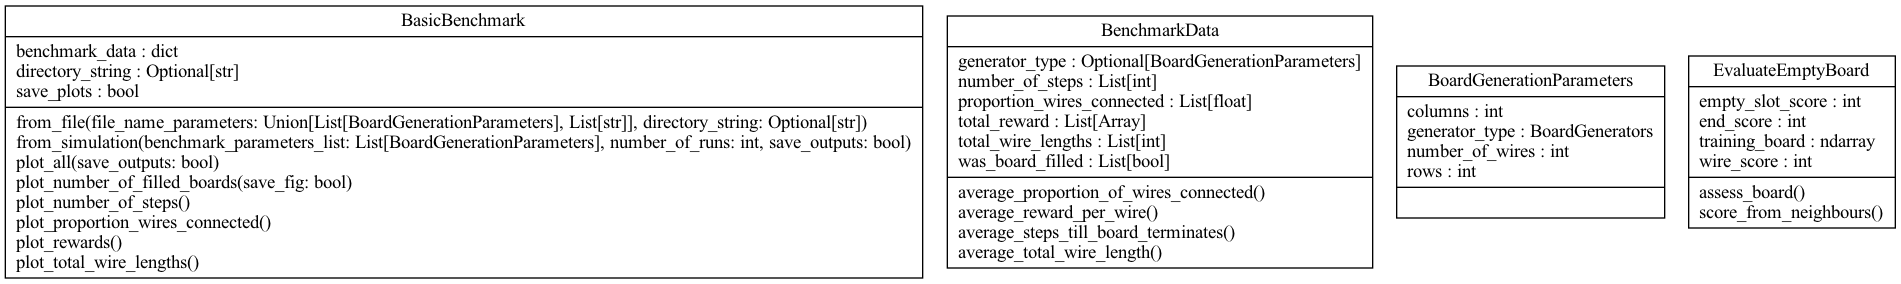 BasicBenchmark
benchmark_data : dict
directory_string : Optional[str]
save_plots : bool
from_file(file_name_parameters: Union[List[BoardGenerationParameters], List[str]], directory_string: Optional[str])
from_simulation(benchmark_parameters_list: List[BoardGenerationParameters], number_of_runs: int, save_outputs: bool)
plot_all(save_outputs: bool)
plot_number_of_filled_boards(save_fig: bool)
plot_number_of_steps()
plot_proportion_wires_connected()
plot_rewards()
plot_total_wire_lengths()
BenchmarkData
generator_type : Optional[BoardGenerationParameters]
number_of_steps : List[int]
proportion_wires_connected : List[float]
total_reward : List[Array]
total_wire_lengths : List[int]
was_board_filled : List[bool]
average_proportion_of_wires_connected()
average_reward_per_wire()
average_steps_till_board_terminates()
average_total_wire_length()
BoardGenerationParameters
columns : int
generator_type : BoardGenerators
number_of_wires : int
rows : int
EvaluateEmptyBoard
empty_slot_score : int
end_score : int
training_board : ndarray
wire_score : int
assess_board()
score_from_neighbours()